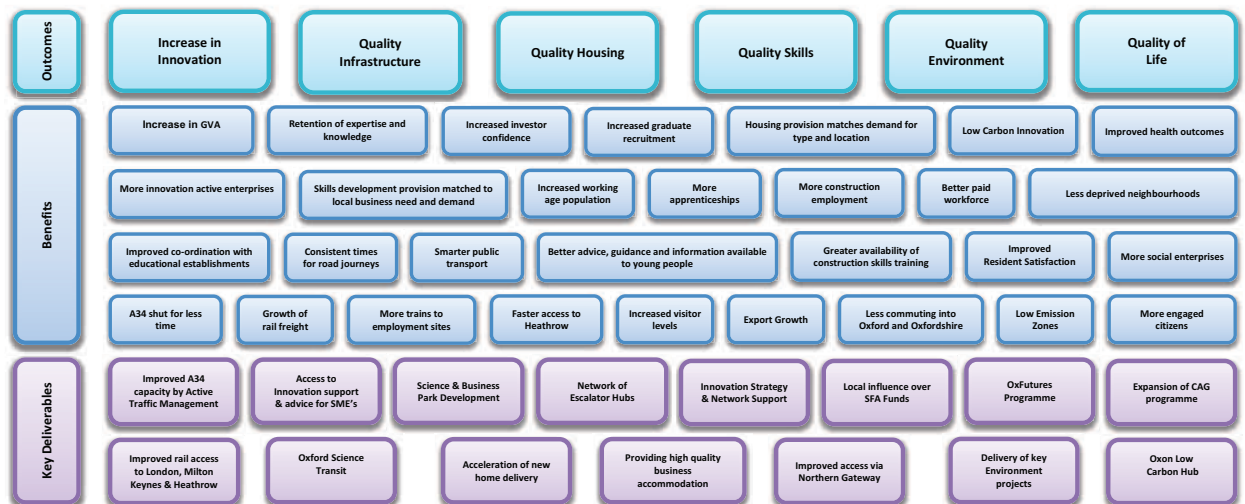 Outcomes
Increase in
Innovation
Quality
Infrastructure
Quality Housing
Quality Skills
Quality
Environment
Quality of
Life
Benefits
Increase in GVA
Retention of expertise and
knowledge
Increased investor
confidence
Increased graduate
recruitment
Housing provision matches demand for
type and location
Low Carbon Innovation
Improved health outcomes
More innovation active enterprises
Skills development provision matched to
local business need and demand
Increased working
age population
More
apprenticeships
More construction
employment
Better paid
workforce
Less deprived neighbourhoods
Improved co-ordination with
educational establishments
Consistent times
for road journeys
Smarter public
transport
Better advice, guidance and information available
to young people
Greater availability of
construction skills training
Improved
Resident Satisfaction
More social enterprises
A34 shut for less
time
Growth of
rail freight
More trains to
employment sites
Faster access to
Heathrow
Increased visitor
levels
Export Growth
Less commuting into
Oxford and Oxfordshire
Low Emission
Zones
More engaged
citizens
Key Deliverables
Improved A34
capacity by Active
Traffic Management
Access to
Innovation support
& advice for SME's
Science & Business
Park Development
Network of
Escalator Hubs
Innovation Strategy
& Network Support
Local influence over
SFA Funds
OxFutures
Programme
Expansion of CAG
programme
Improved rail access
to London, Milton
Keynes & Heathrow
Oxford Science
Transit
Acceleration of new
home delivery
Providing high quality
business
accommodation
Improved access via
Northern Gateway
Delivery of key
Environment
projects
Oxon Low
Carbon Hub